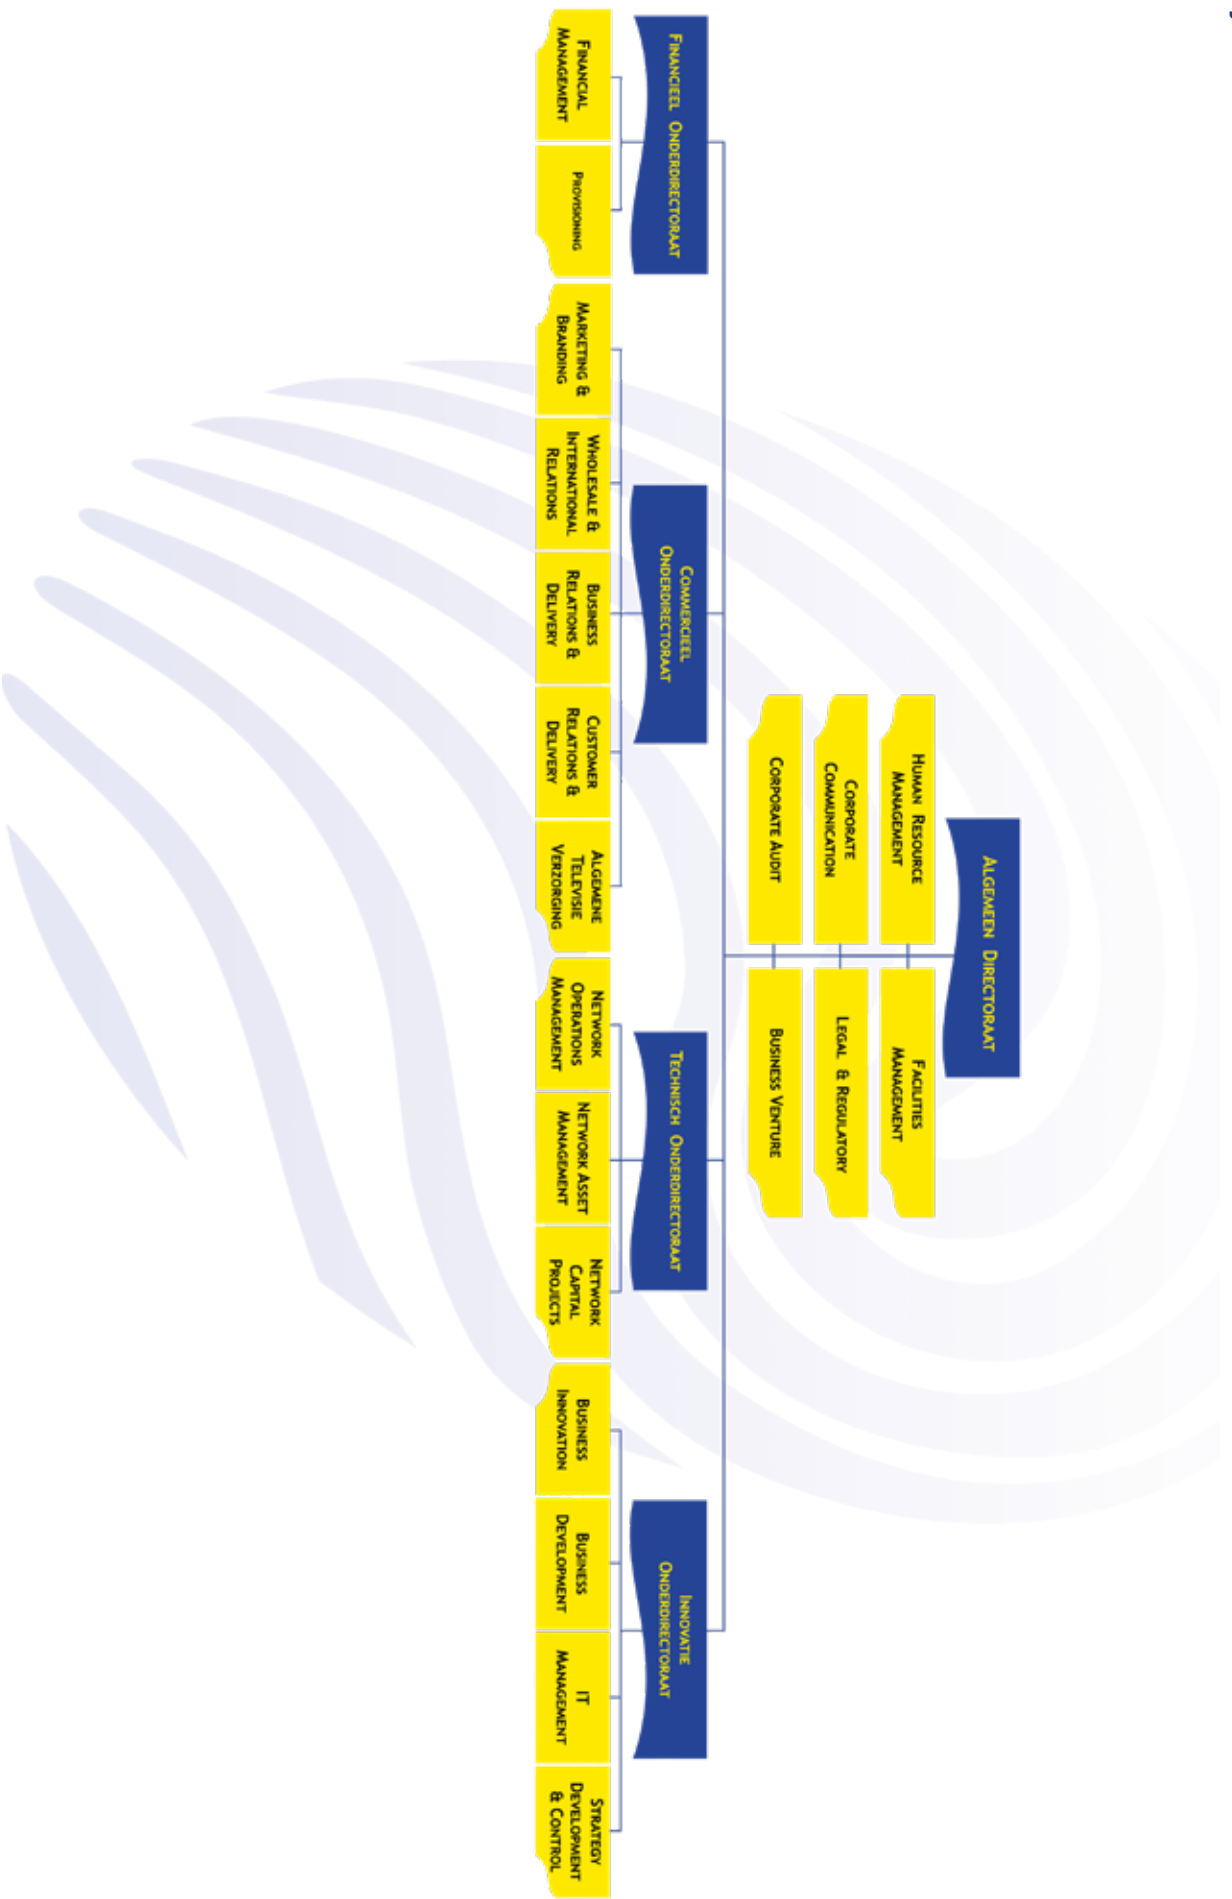 ALGEMEEN DIRECTORAAT
HUMAN RESOURCE
MANAGEMENT
FACILITIES
MANAGEMENT
CORPORATE
COMMUNICATION
LEGAL & REGULATORY
CORPORATE AUDIT
BUSINESS VENTURE
FINANCIEEL ONDERDIRECTORAAT
COMMERCIEEL
ONDERDIRECTORAAT
TECHNISCH ONDERDIRECTORAAT
INNOVATIE
ONDERDIRECTORAAT
FINANCIAL
MANAGEMENT
PROVISIONING
MARKETING &
BRANDING
WHOLESALE &
INTERNATIONAL
RELATIONS
BUSINESS
RELATIONS &
DELIVERY
CUSTOMER
RELATIONS &
DELIVERY
ALGEMENE
TELEVISIE
VERZORGING
NETWORK
OPERATIONS
MANAGEMENT
NETWORK ASSET
MANAGEMENT
NETWORK
CAPITAL
PROJECTS
BUSINESS
INNOVATION
BUSINESS
DEVELOPMENT
IT
MANAGEMENT
STRATEGY
DEVELOPMENT
& CONTROL